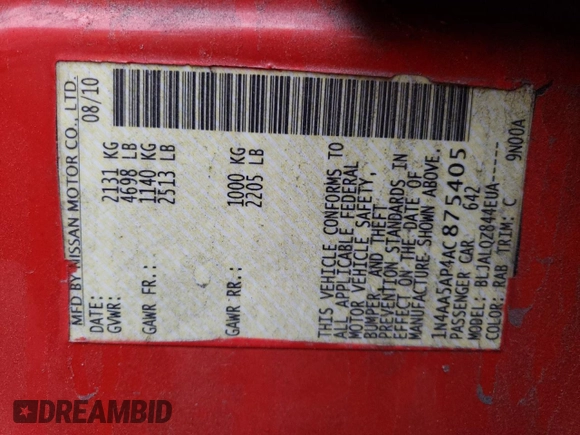 MFD BY NISSAN MOTOR CO., LTD.
DATE: 08/10
GVWR: 2131 KG
4698 LB
GAWR FR.: 1140 KG
2513 LB
GAWR RR.: 1000 KG
2205 LB
THIS VEHICLE CONFORMS TO
ALL APPLICABLE FEDERAL
MOTOR VEHICLE SAFETY,
BUMPER, AND THEFT
PREVENTION STANDARDS IN
EFFECT ON THE DATE OF
MANUFACTURE SHOWN ABOVE.
1N4AA5AP4AC875405
PASSENGER CAR 642
MODEL: BLJALQZ844EUA-----
COLOR: RAB TRIM: C 9N00A
DREAMBID